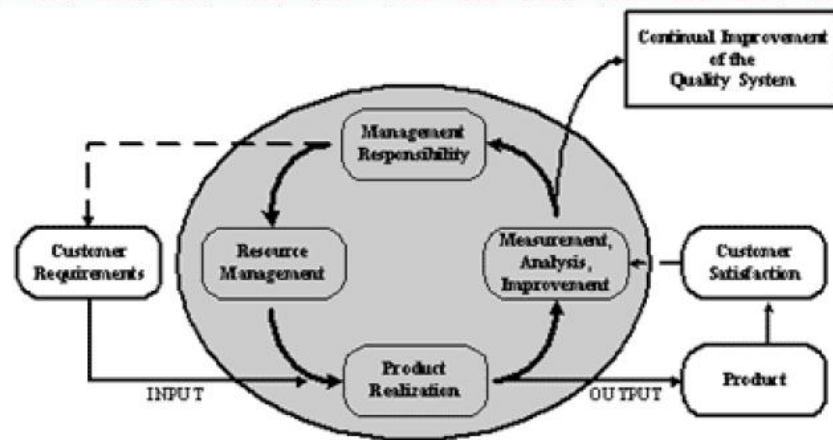 Continual Improvement
of the
Quality System
Management
Responsibility
Customer
Requirements
Resource
Management
Measurement,
Analysis,
Improvement
Customer
Satisfaction
Product
Realization
Product
INPUT
OUTPUT